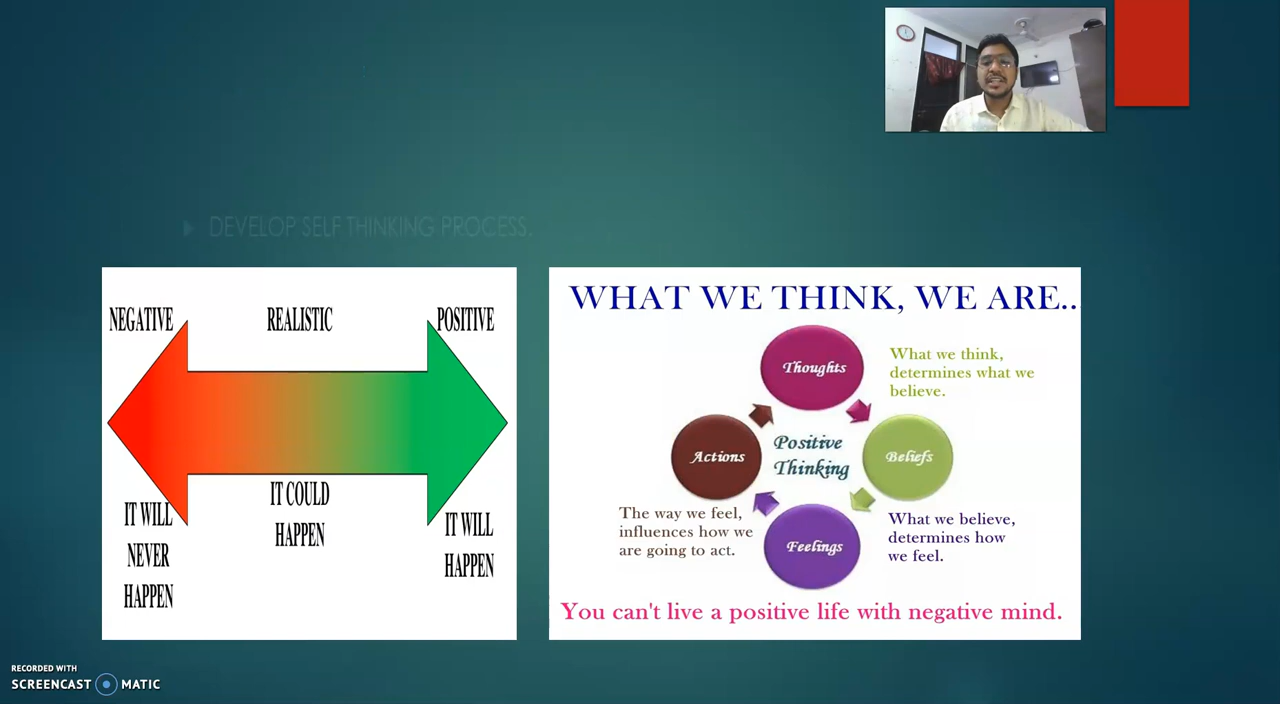 DEVELOP SELF THINKING PROCESS.
NEGATIVE
REALISTIC
POSITIVE
IT WILL
NEVER
HAPPEN
IT COULD
HAPPEN
IT WILL
HAPPEN
WHAT WE THINK, WE ARE..
Thoughts
What we think,
determines what we
believe.
Actions
Positive
Thinking
Beliefs
The way we feel,
influences how we
are going to act.
Feelings
What we believe,
determines how
we feel.
You can't live a positive life with negative mind.
RECORDED WITH
SCREENCAST MATIC